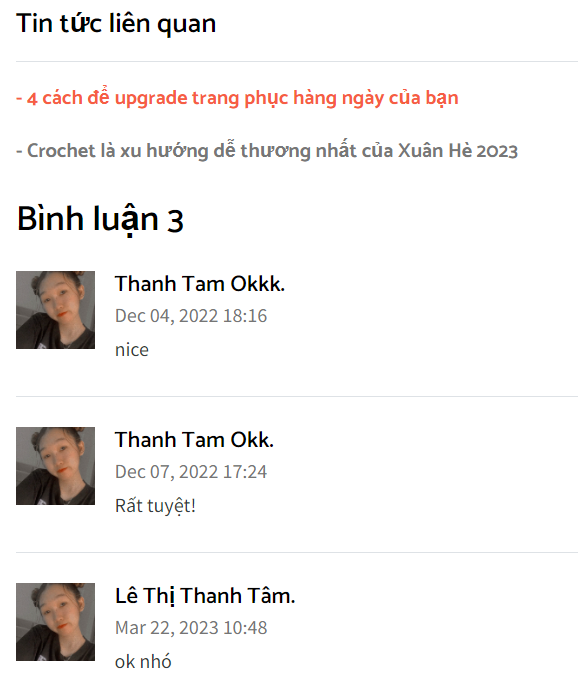 Tin tức liên quan
- 4 cách để upgrade trang phục hàng ngày của bạn
- Crochet là xu hướng dễ thương nhất của Xuân Hè 2023
Bình luận 3
Thanh Tam Okkk.
Dec 04, 2022 18:16
nice
Thanh Tam Okk.
Dec 07, 2022 17:24
Rất tuyệt!
Lê Thị Thanh Tâm.
Mar 22, 2023 10:48
ok nhó